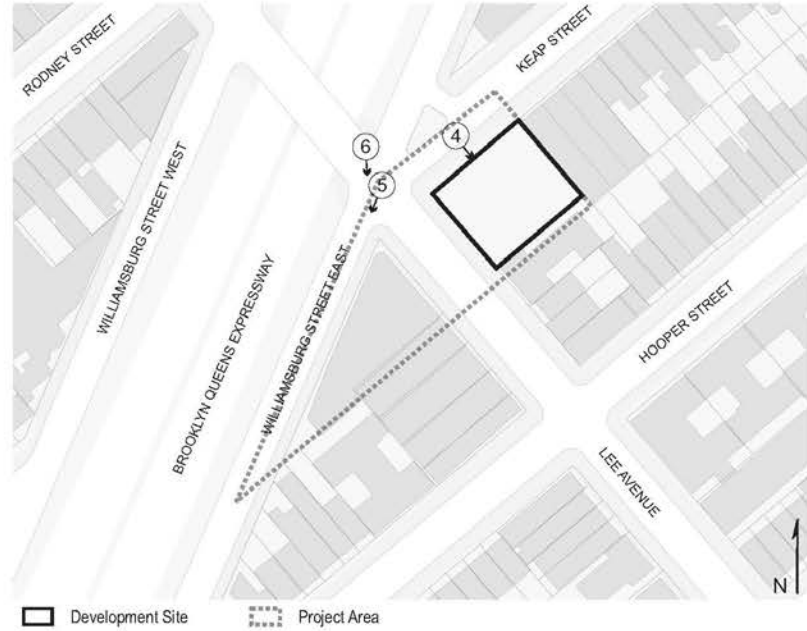 RODNEY STREET
KEAP STREET
4
6
5
WILLIAMSBURG STREET WEST
WILLIAMSBURG STREET EAST
BROOKLYN QUEENS EXPRESSWAY
HOOPER STREET
LEE AVENUE
N
Development Site
Project Area